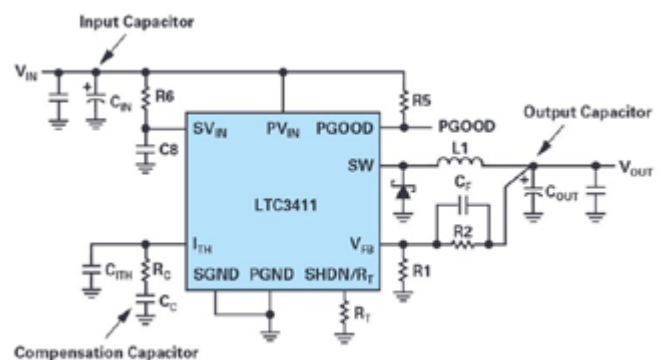 Input Capacitor
VIN
CIN
R6
R5
SVIN
PVIN
PGOOD
PGOOD
Output Capacitor
C8
SW
L1
VOUT
CF
COUT
LTC3411
R2
ITH
VFB
CITH
RC
SGND
PGND
SHDN/RT
R1
CC
RT
Compensation Capacitor